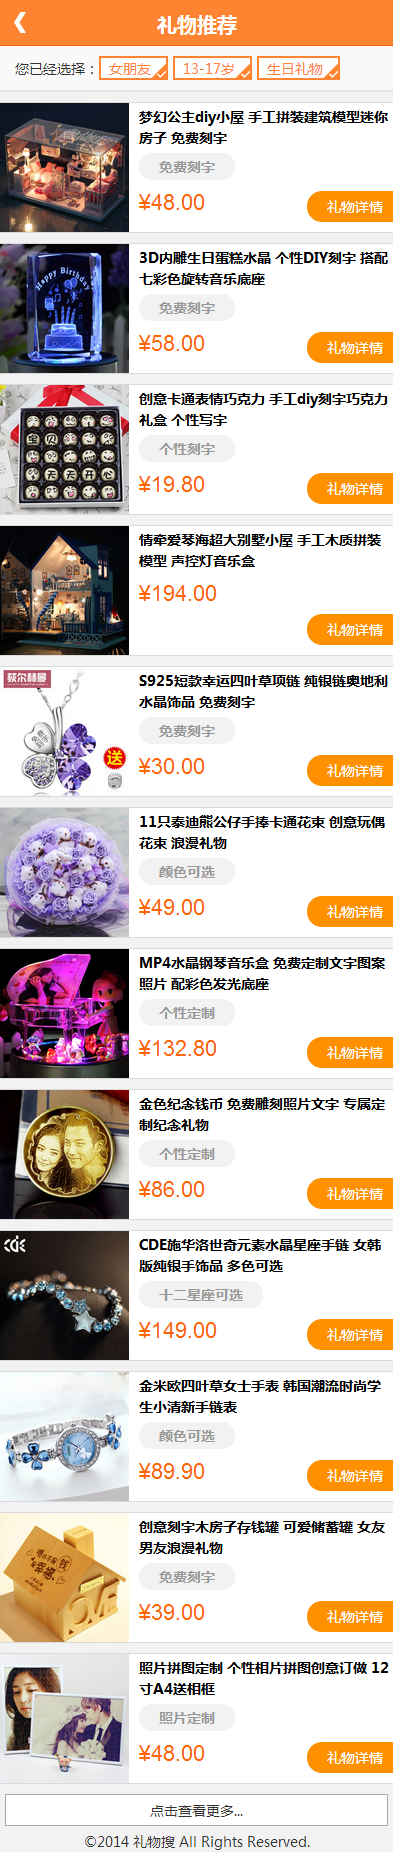 礼物推荐
您已经选择： 女朋友 13-17岁 生日礼物
梦幻公主diy小屋 手工拼装建筑模型迷你
房子 免费刻字
免费刻字
¥48.00
礼物详情
Happy Birthday
3D内雕生日蛋糕水晶 个性DIY刻字 搭配
七彩色旋转音乐底座
免费刻字
¥58.00
礼物详情
宝贝
天天开心
创意卡通表情巧克力 手工diy刻字巧克力
礼盒 个性写字
个性刻字
¥19.80
礼物详情
情牵爱琴海超大别墅小屋 手工木质拼装
模型 声控灯音乐盒
¥194.00
礼物详情
荻尔赫曼
送
S925短款幸运四叶草项链 纯银链奥地利
水晶饰品 免费刻字
免费刻字
¥30.00
礼物详情
11只泰迪熊公仔手捧卡通花束 创意玩偶
花束 浪漫礼物
颜色可选
¥49.00
礼物详情
MP4水晶钢琴音乐盒 免费定制文字图案
照片 配彩色发光底座
个性定制
¥132.80
礼物详情
金色纪念钱币 免费雕刻照片文字 专属定
制纪念礼物
个性定制
¥86.00
礼物详情
CDE
CDE施华洛世奇元素水晶星座手链 女韩
版纯银手饰品 多色可选
十二星座可选
¥149.00
礼物详情
金米欧四叶草女士手表 韩国潮流时尚学
生小清新手链表
颜色可选
¥89.90
礼物详情
幸福
LOVE
创意刻字木房子存钱罐 可爱储蓄罐 女友
男友浪漫礼物
免费刻字
¥39.00
礼物详情
照片拼图定制 个性相片拼图创意订做 12
寸A4送相框
照片定制
¥48.00
礼物详情
点击查看更多...
©2014 礼物搜 All Rights Reserved.